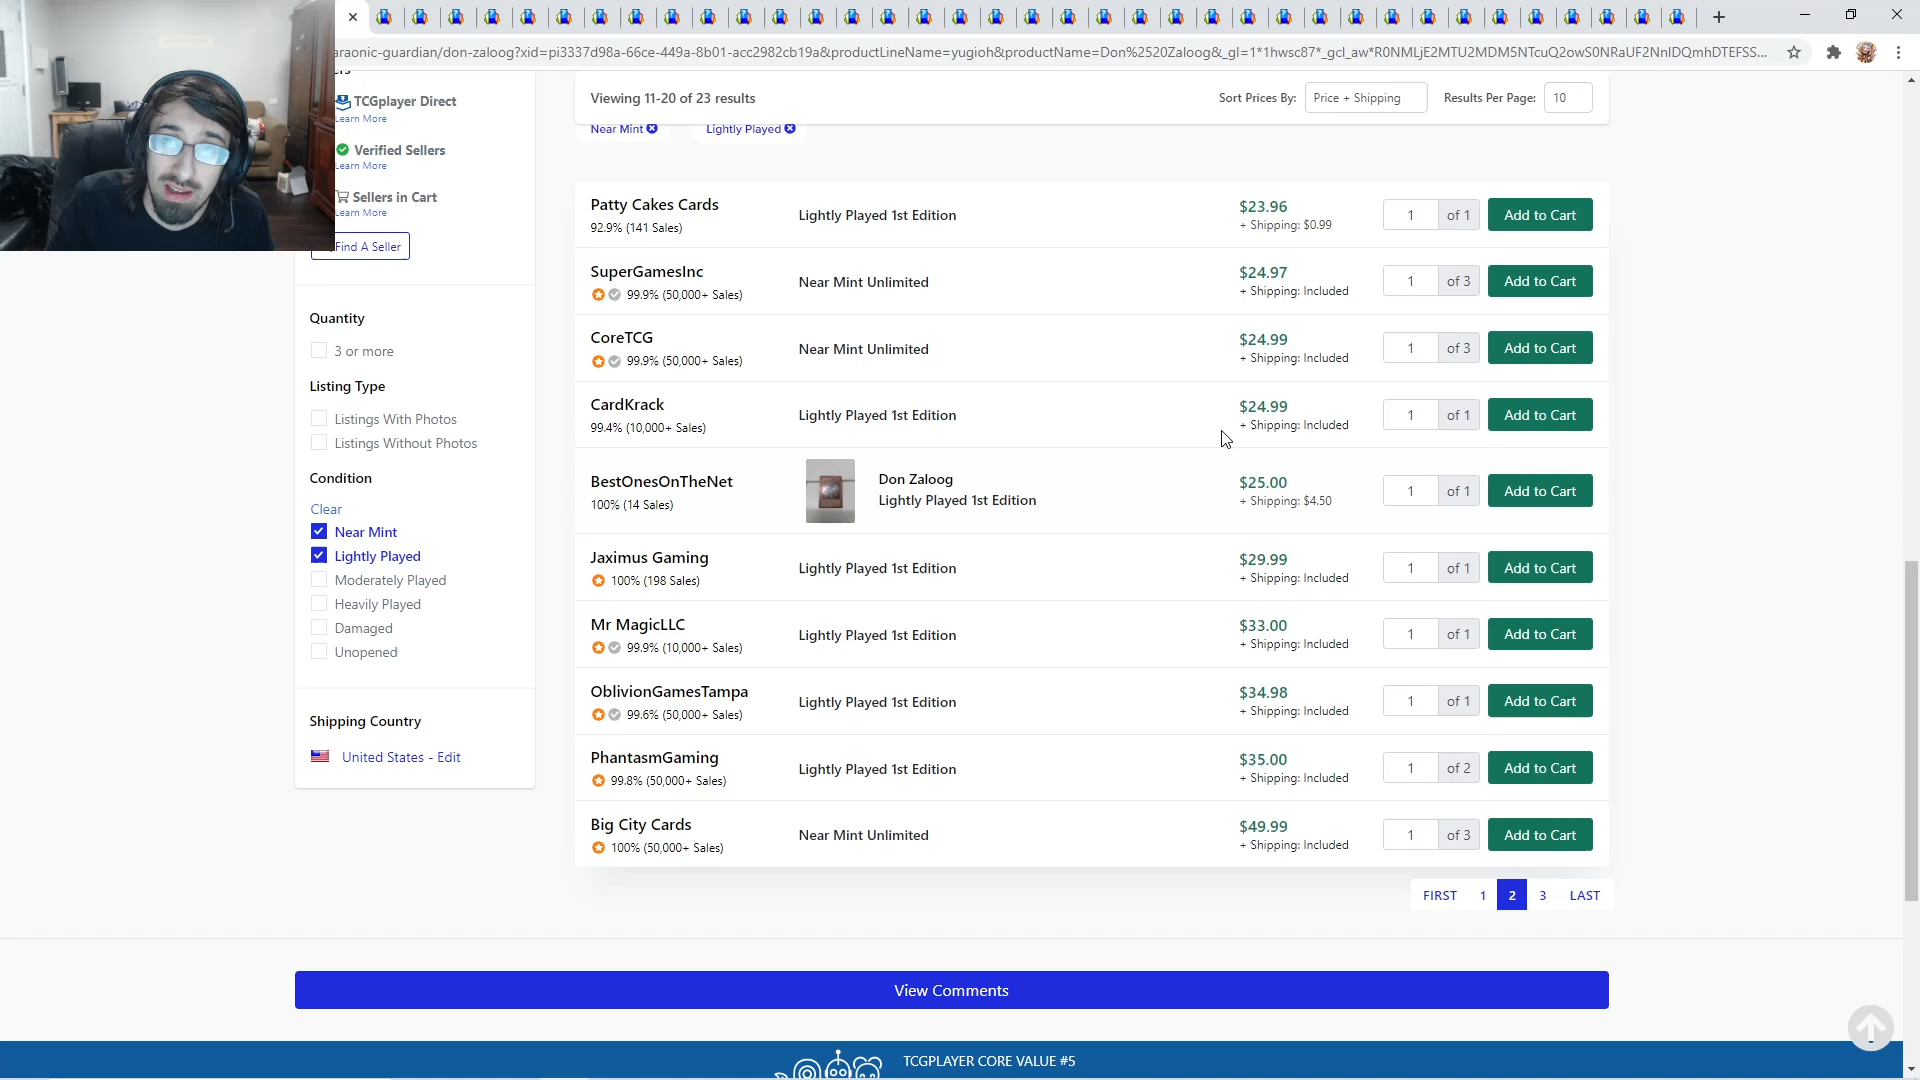 araonic-guardian/don-zaloog?xid=pi3337d98a-66ce-449a-8b01-acc2982cb19a&productLineName=yugioh&productName=Don%2520Zaloog&_gl=1*1hwsc87*_gcl_aw*R0NMLjE2MTU2MDM5NTcuQ2owS0NRaUF2NnlDQmhDTEFSS...
Viewing 11-20 of 23 results
Sort Prices By: Price + Shipping
Results Per Page: 10
Near Mint
Lightly Played
TCGplayer Direct
Learn More
Verified Sellers
Learn More
Sellers in Cart
Learn More
Find A Seller
Quantity
3 or more
Listing Type
Listings With Photos
Listings Without Photos
Condition
Clear
Near Mint
Lightly Played
Moderately Played
Heavily Played
Damaged
Unopened
Shipping Country
United States - Edit
Patty Cakes Cards
92.9% (141 Sales)
Lightly Played 1st Edition
$23.96
+ Shipping: $0.99
1 of 1
Add to Cart
SuperGamesInc
99.9% (50,000+ Sales)
Near Mint Unlimited
$24.97
+ Shipping: Included
1 of 3
Add to Cart
CoreTCG
99.9% (50,000+ Sales)
Near Mint Unlimited
$24.99
+ Shipping: Included
1 of 3
Add to Cart
CardKrack
99.4% (10,000+ Sales)
Lightly Played 1st Edition
$24.99
+ Shipping: Included
1 of 1
Add to Cart
BestOnesOnTheNet
100% (14 Sales)
Don Zaloog
Lightly Played 1st Edition
$25.00
+ Shipping: $4.50
1 of 1
Add to Cart
Jaximus Gaming
100% (198 Sales)
Lightly Played 1st Edition
$29.99
+ Shipping: Included
1 of 1
Add to Cart
Mr MagicLLC
99.9% (10,000+ Sales)
Lightly Played 1st Edition
$33.00
+ Shipping: Included
1 of 1
Add to Cart
OblivionGamesTampa
99.6% (50,000+ Sales)
Lightly Played 1st Edition
$34.98
+ Shipping: Included
1 of 1
Add to Cart
PhantasmGaming
99.8% (50,000+ Sales)
Lightly Played 1st Edition
$35.00
+ Shipping: Included
1 of 2
Add to Cart
Big City Cards
100% (50,000+ Sales)
Near Mint Unlimited
$49.99
+ Shipping: Included
1 of 3
Add to Cart
FIRST 1 2 3 LAST
View Comments
TCGPLAYER CORE VALUE #5